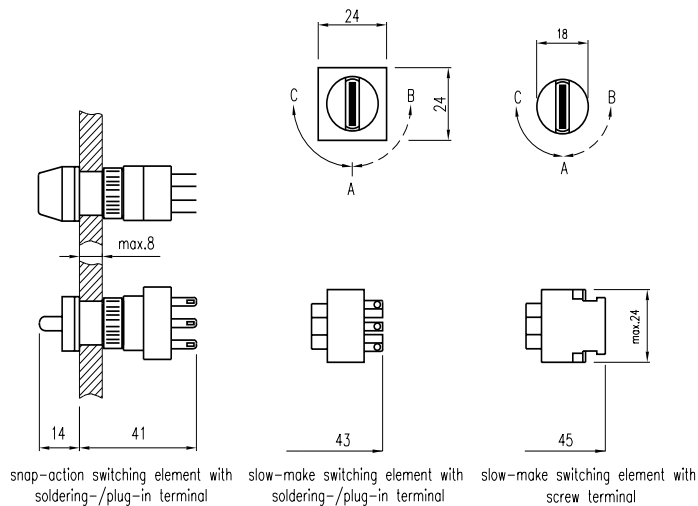 24
18
C
B
24
C
B
A
A
max.8
max.24
14
41
43
45
snap-action switching element with
soldering-/plug-in terminal
slow-make switching element with
soldering-/plug-in terminal
slow-make switching element with
screw terminal